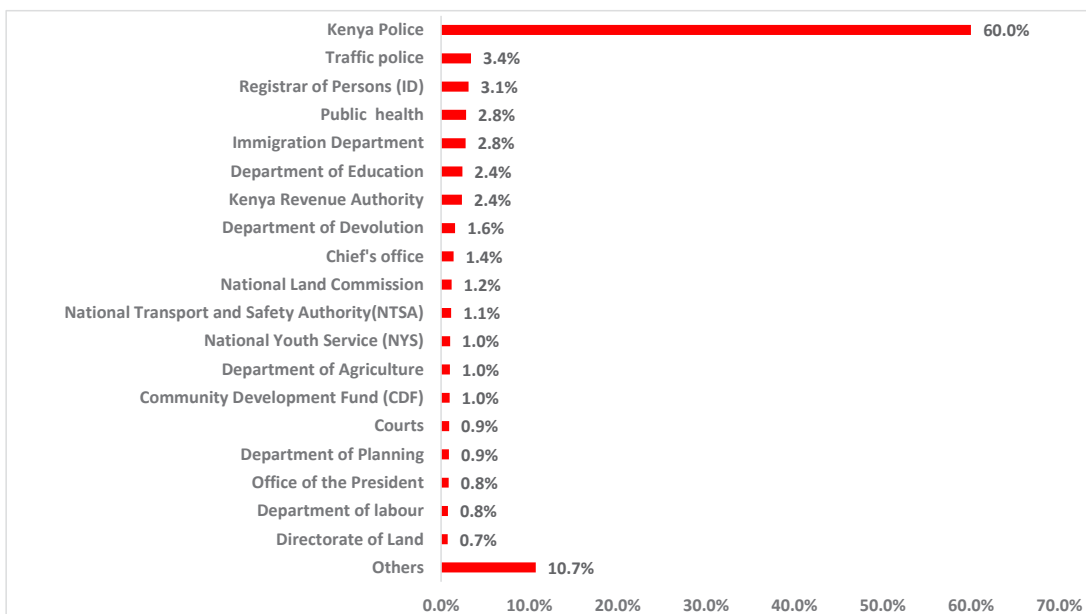 Kenya Police 60.0%
Traffic police 3.4%
Registrar of Persons (ID) 3.1%
Public health 2.8%
Immigration Department 2.8%
Department of Education 2.4%
Kenya Revenue Authority 2.4%
Department of Devolution 1.6%
Chief's office 1.4%
National Land Commission 1.2%
National Transport and Safety Authority(NTSA) 1.1%
National Youth Service (NYS) 1.0%
Department of Agriculture 1.0%
Community Development Fund (CDF) 1.0%
Courts 0.9%
Department of Planning 0.9%
Office of the President 0.8%
Department of labour 0.8%
Directorate of Land 0.7%
Others 10.7%
0.0% 10.0% 20.0% 30.0% 40.0% 50.0% 60.0% 70.0%